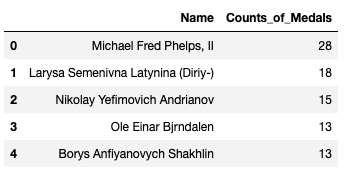 Name Counts_of_Medals
0 Michael Fred Phelps, II 28
1 Larysa Semenivna Latynina (Diriy-) 18
2 Nikolay Yefimovich Andrianov 15
3 Ole Einar Bjrndalen 13
4 Borys Anfiyanovych Shakhlin 13